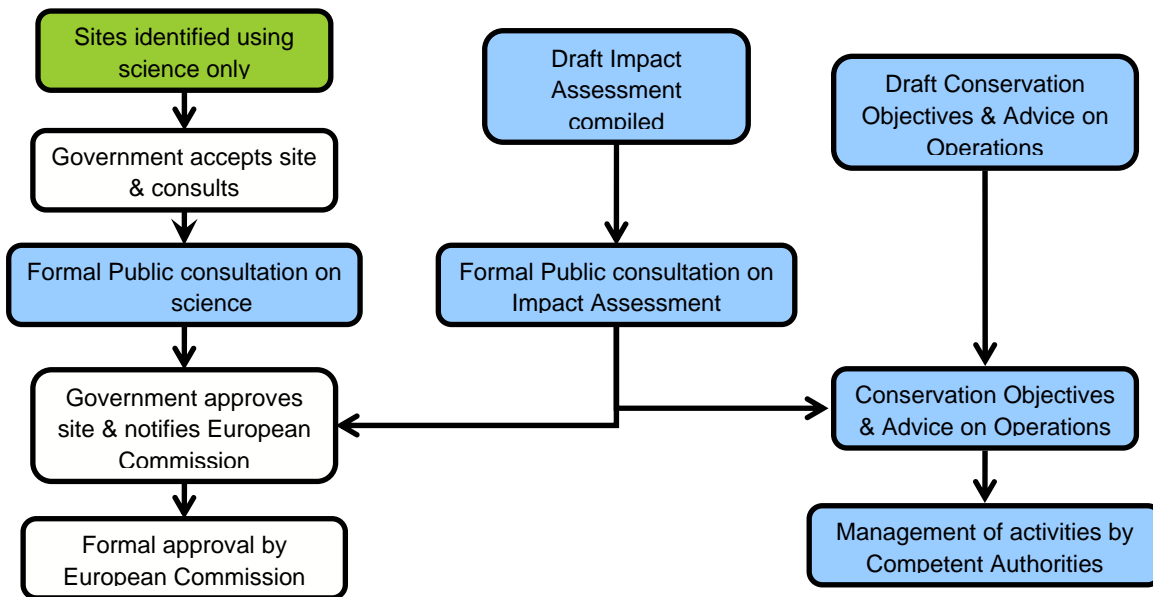 Sites identified using
science only
Government accepts site
& consults
Formal Public consultation on
science
Government approves
site & notifies European
Commission
Formal approval by
European Commission
Draft Impact
Assessment
compiled
Formal Public consultation on
Impact Assessment
Draft Conservation
Objectives & Advice on
Operations
Conservation Objectives
& Advice on Operations
Management of activities by
Competent Authorities